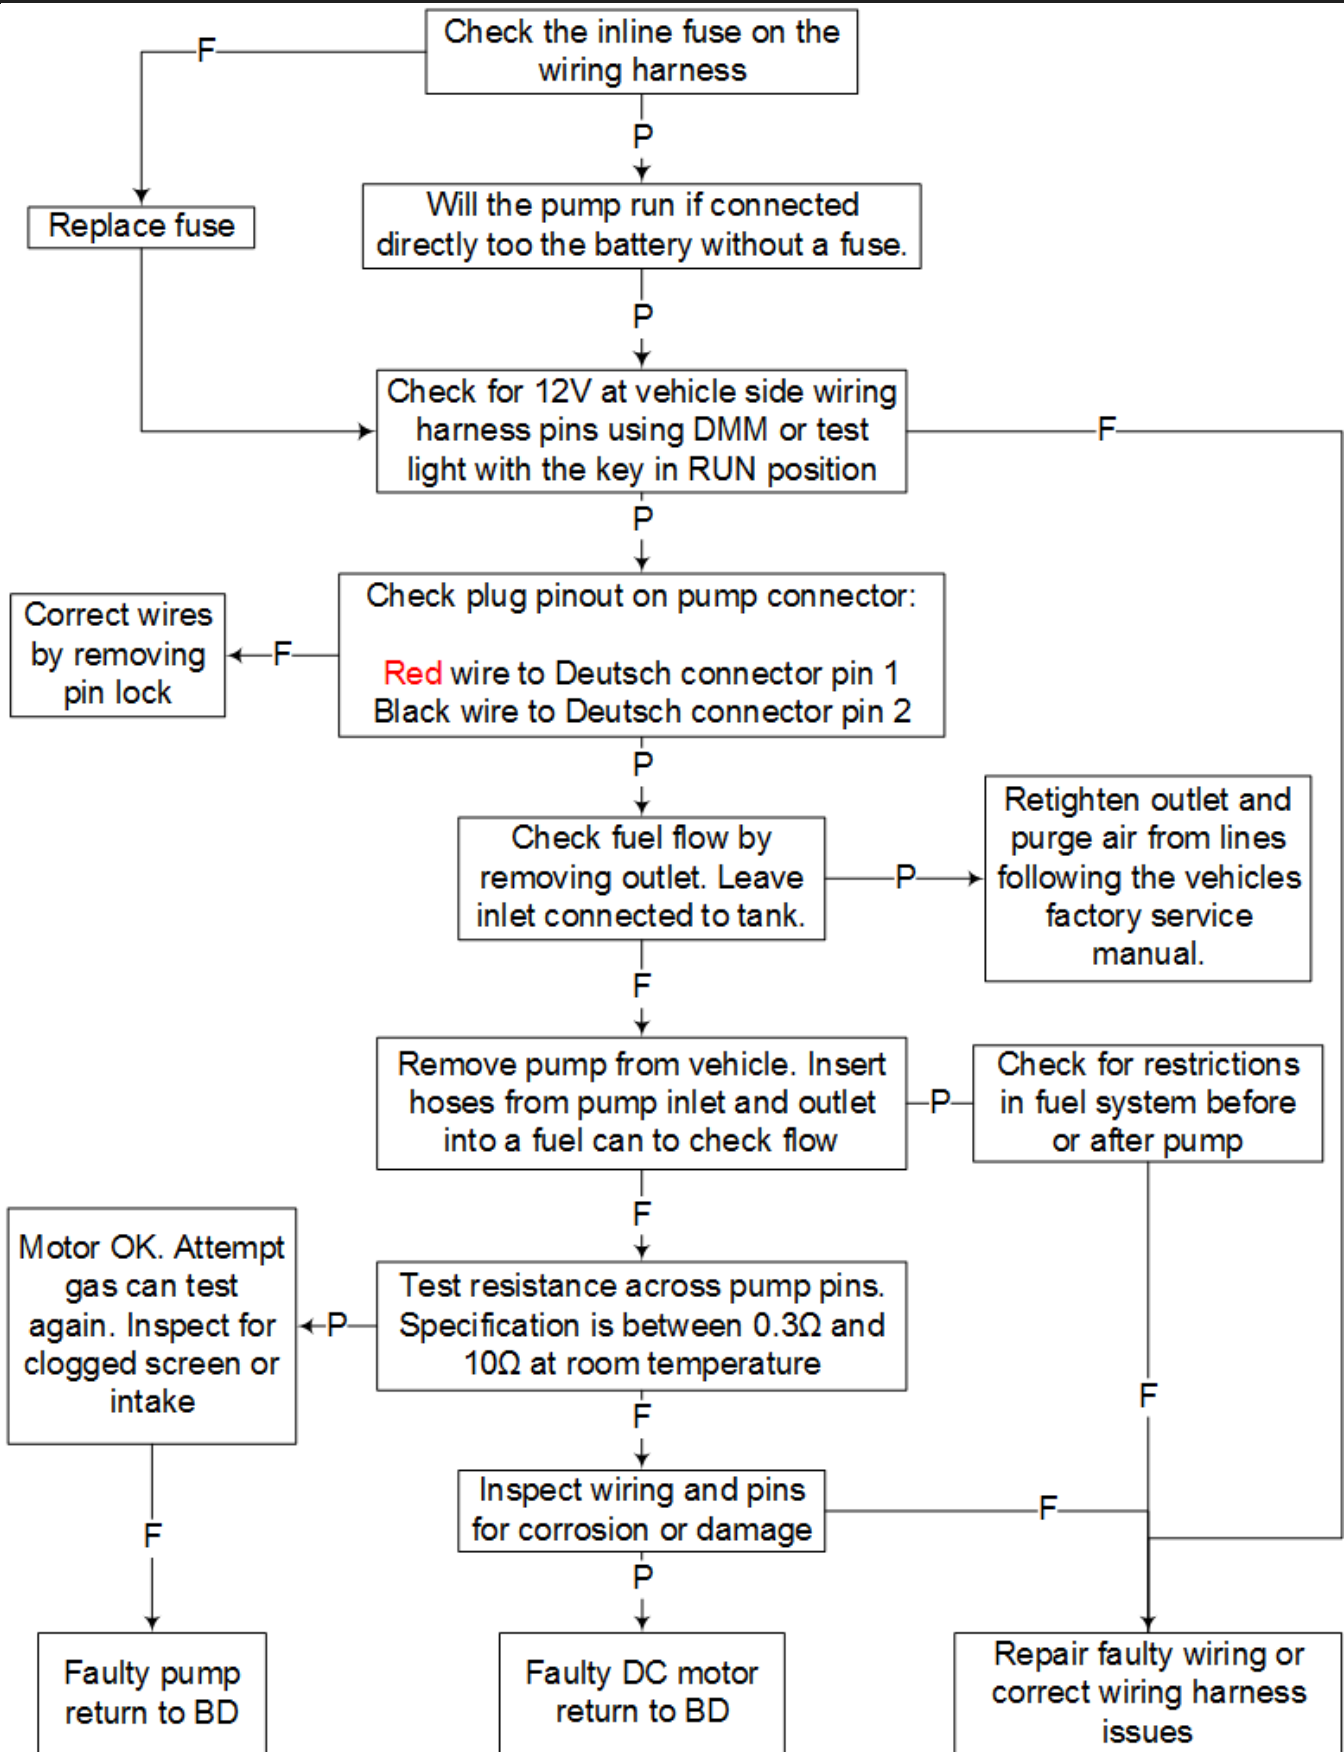 Check the inline fuse on the
wiring harness
F
P
Replace fuse
Will the pump run if connected
directly too the battery without a fuse.
P
Check for 12V at vehicle side wiring
harness pins using DMM or test
light with the key in RUN position
F
P
Check plug pinout on pump connector:
Red wire to Deutsch connector pin 1
Black wire to Deutsch connector pin 2
F
Correct wires
by removing
pin lock
P
Check fuel flow by
removing outlet. Leave
inlet connected to tank.
P
Retighten outlet and
purge air from lines
following the vehicles
factory service
manual.
F
Remove pump from vehicle. Insert
hoses from pump inlet and outlet
into a fuel can to check flow
P
Check for restrictions
in fuel system before
or after pump
F
F
Test resistance across pump pins.
Specification is between 0.3Ω and
10Ω at room temperature
P
Motor OK. Attempt
gas can test
again. Inspect for
clogged screen or
intake
F
F
Inspect wiring and pins
for corrosion or damage
F
P
Faulty pump
return to BD
Faulty DC motor
return to BD
Repair faulty wiring or
correct wiring harness
issues